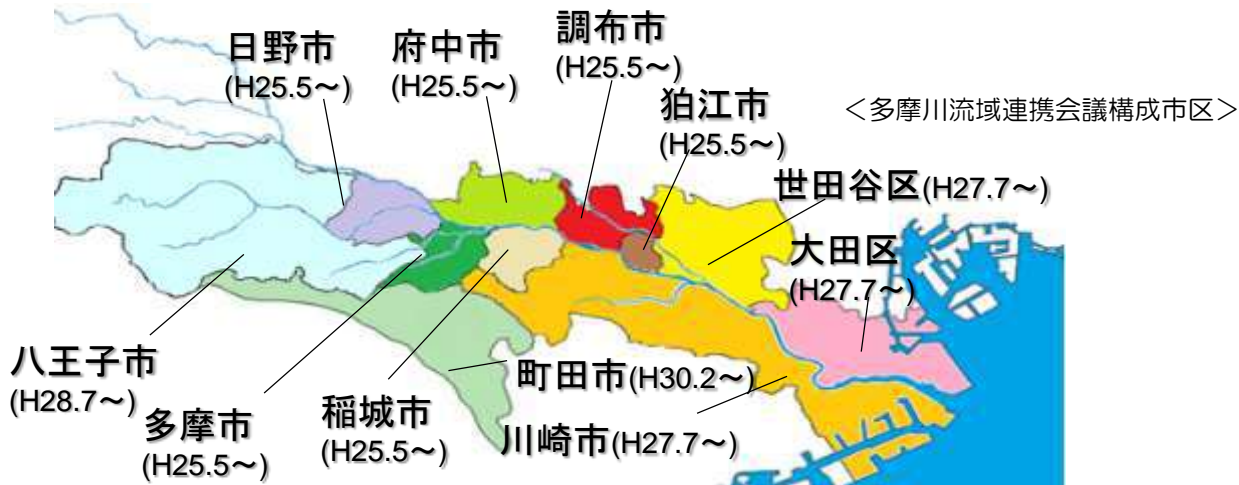 日野市
(H25.5～)
府中市
(H25.5～)
調布市
(H25.5～)
狛江市
(H25.5～)
＜多摩川流域連携会議構成市区＞
世田谷区(H27.7～)
大田区
(H27.7～)
八王子市
(H28.7～)
多摩市
(H25.5～)
稲城市
(H25.5～)
町田市(H30.2～)
川崎市(H27.7～)